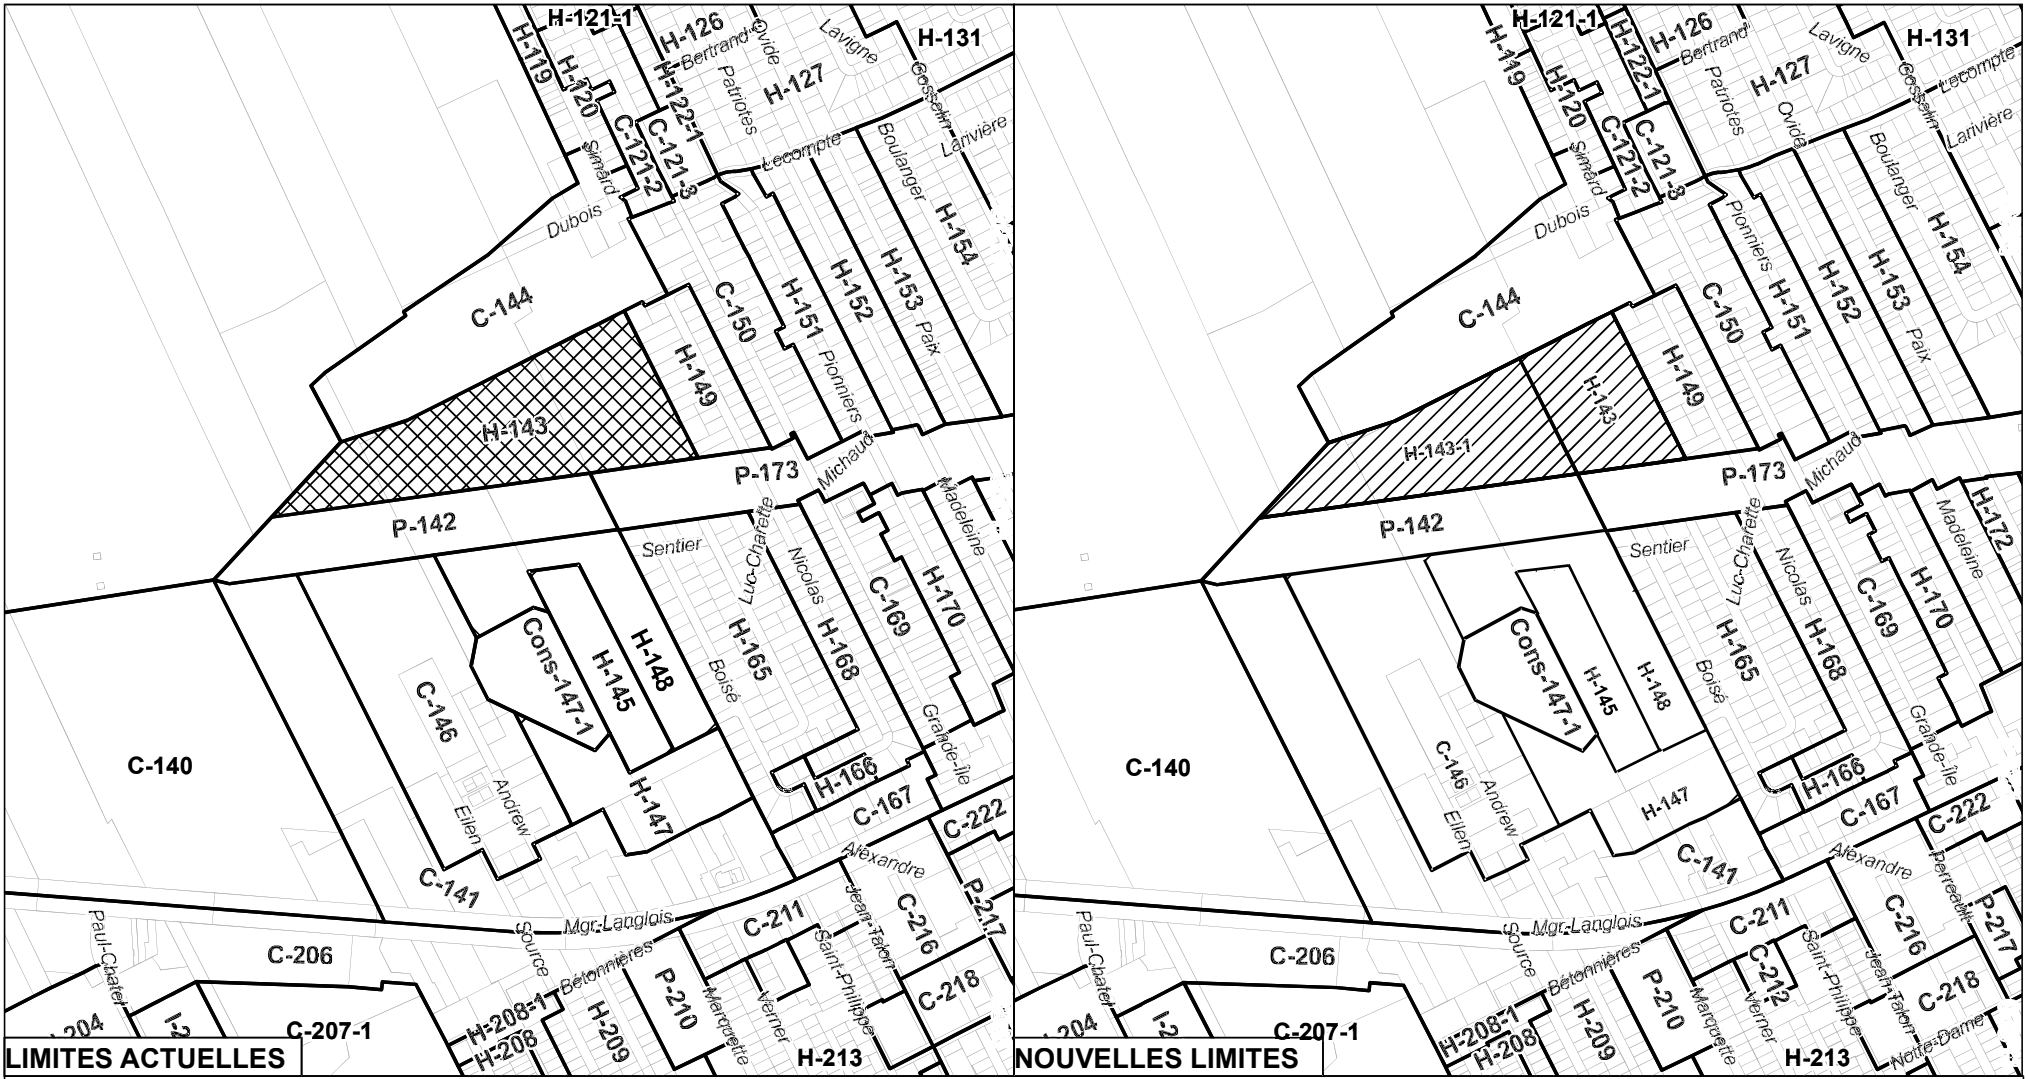 H-121-1
H-126
Bertrand
Ovide
Lavigne
H-131
H-119
H-120
H-122-1
Patriotes
H-127
Gosselin
Larivière
C-121-2
C-121-3
Simard
Lecompte
Boulanger
H-154
Dubois
C-144
C-150
H-151
H-152
H-153
Paix
Pionniers
H-149
H-143
P-173
Michaud
Madeleine
P-142
Sentier
Luc-Charette
Nicolas
C-169
H-170
H-165
H-168
Boisé
Cons-147-1
H-145
H-148
C-146
Grande-Île
C-140
Andrew
Eilen
H-147
H-166
C-167
C-222
Alexandre
C-141
P-217
Mgr-Langlois
C-211
Jean-Talon
C-216
Paul-Chatel
C-206
Source
Bétonnières
Saint-Philippe
P-210
Marquette
Verner
C-218
I-2
C-207-1
H-208-1
H-208
H-209
H-213
LIMITES ACTUELLES
H-121-1
H-126
Bertrand
Lavigne
H-131
Lecompte
H-119
H-120
H-122-1
Patriotes
H-127
Ovide
Gosselin
Larivière
C-121-2
C-121-3
Simard
Boulanger
H-154
Dubois
Pionniers
C-144
C-150
H-151
H-152
H-153
Paix
H-149
H-143
H-143-1
P-173
Michaud
P-142
Sentier
Luc-Charette
Nicolas
Madeleine
H-172
C-169
H-170
H-165
H-168
Boisé
Cons-147-1
H-145
H-148
C-146
Grande-Île
C-140
Andrew
Eilen
H-147
H-166
C-167
C-222
Alexandre
C-141
Perreault
P-217
Mgr-Langlois
C-211
C-216
Paul-Chatel
C-206
Source
Bétonnières
C-212
Saint-Philippe
Jean-Talon
P-210
Marquette
Verner
C-218
Notre-Dame
I-2
C-207-1
H-208-1
H-208
H-209
H-213
NOUVELLES LIMITES